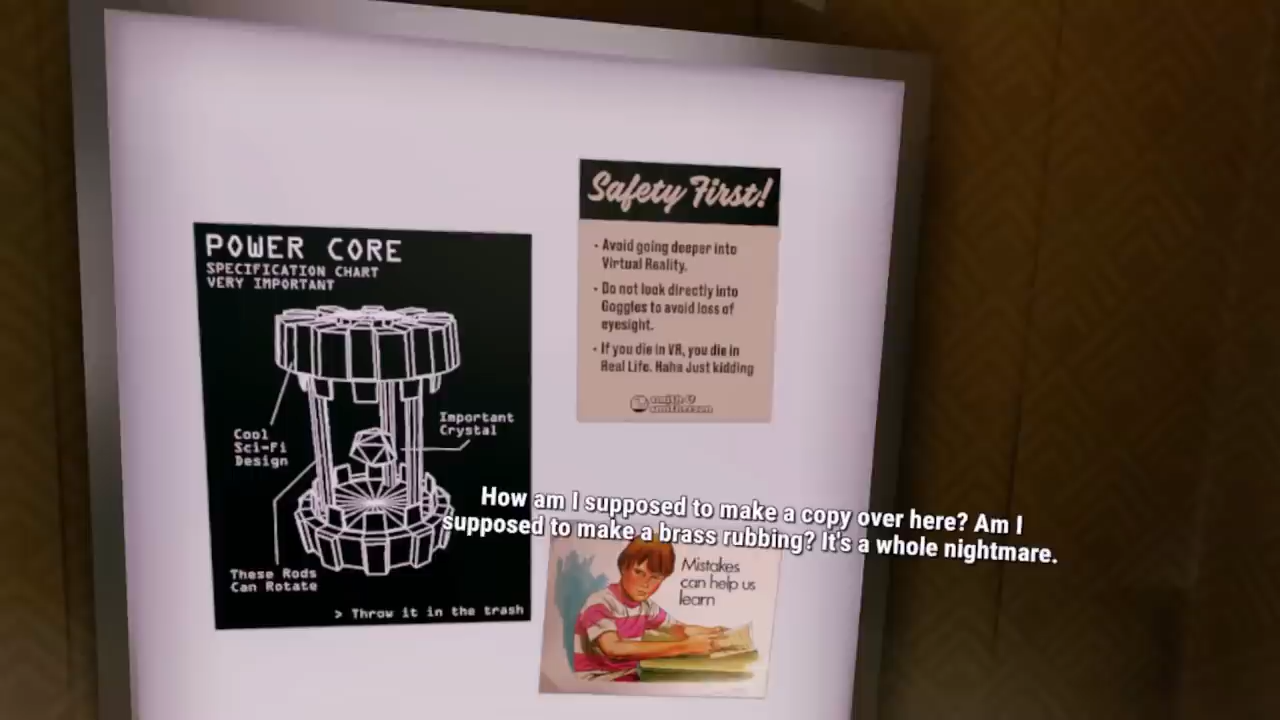 POWER CORE
SPECIFICATION CHART
VERY IMPORTANT
Important
Crystal
Cool
Sci-Fi
Design
These Rods
Can Rotate
> Throw it in the trash
Safety First!
• Avoid going deeper into
Virtual Reality.
• Do not look directly into
Goggles to avoid loss of
eyesight.
• If you die in VR, you die in
Real Life. Haha Just kidding
smith &
smitherson
How am I supposed to make a copy over here? Am I
supposed to make a brass rubbing? It's a whole nightmare.
Mistakes
can help us
learn